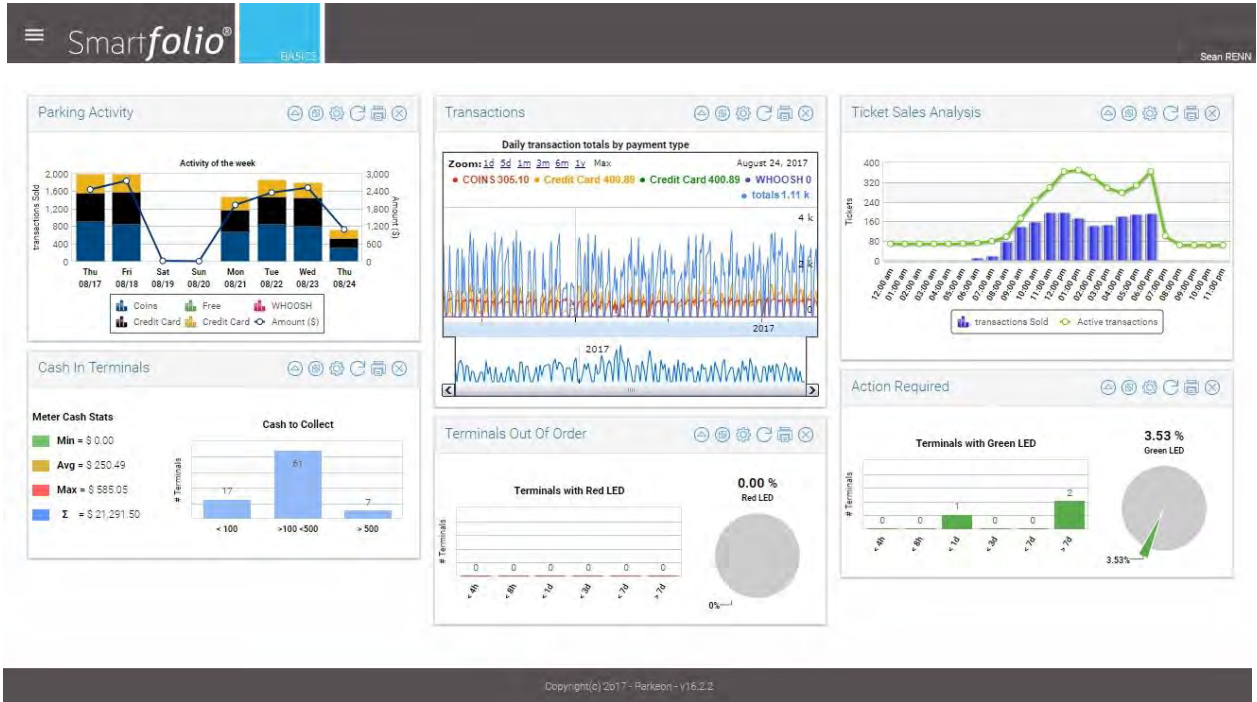 Smartfolio®
BASICS
Sean RENN
Parking Activity
Activity of the week
transactions Sold
2,000
1,600
1,200
800
400
0
3,000
2,400
1,800
1,200
600
0
Amount ($)
Thu Fri Sat Sun Mon Tue Wed Thu
08/17 08/18 08/19 08/20 08/21 08/22 08/23 08/24
Coins Free WHOOSH
Credit Card Credit Card Amount ($)
Transactions
Daily transaction totals by payment type
Zoom: 1d 5d 1m 3m 6m 1y Max August 24, 2017
COINS 305.10 Credit Card 400.89 Credit Card 400.89 WHOOSH 0
totals 1.11 k
4 k
2 k
0
2017
2017
Ticket Sales Analysis
Tickets
400
320
240
160
80
0
12:00 am 01:00 am 02:00 am 03:00 am 04:00 am 05:00 am 06:00 am 07:00 am 08:00 am 09:00 am 10:00 am 11:00 am 12:00 pm 01:00 pm 02:00 pm 03:00 pm 04:00 pm 05:00 pm 06:00 pm 07:00 pm 08:00 pm 09:00 pm 10:00 pm 11:00 pm
transactions Sold Active transactions
Cash In Terminals
Meter Cash Stats
Min = $ 0.00
Avg = $ 250.49
Max = $ 585.05
Σ = $ 21,291.50
Cash to Collect
# Terminals
17 61 7
< 100 >100 <500 > 500
Terminals Out Of Order
Terminals with Red LED
# Terminals
0 0 0 0 0 0
< 4h < 8h < 1d < 3d < 7d > 7d
0.00 %
Red LED
0%
Action Required
Terminals with Green LED
# Terminals
0 0 1 0 0 2
< 4h < 8h < 1d < 3d < 7d > 7d
3.53 %
Green LED
3.53%
Copyright(c) 2017 - Parkeon - v16.2.2